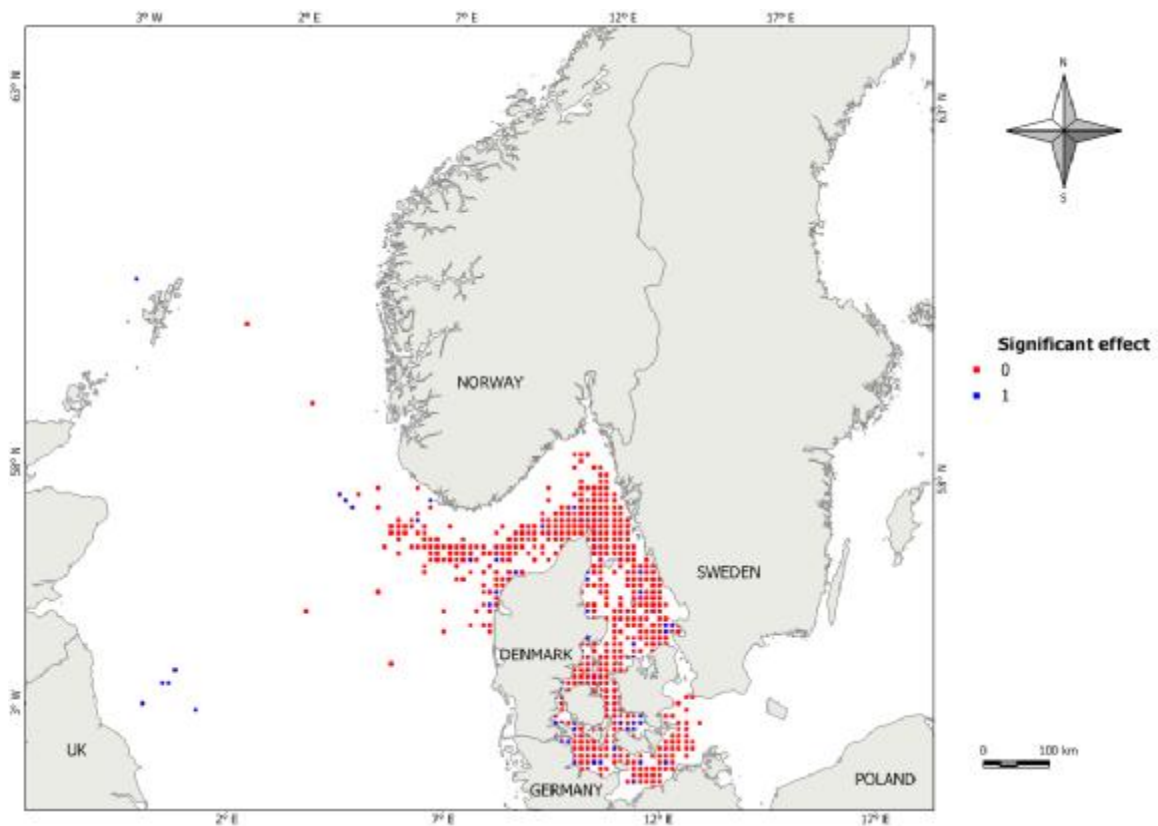 3° W 2° E 7° E 12° E 17° E
N
63° N 63° N
Significant effect
0
1
NORWAY
58° N 58° N
S
SWEDEN
DENMARK
3° W
UK
0 100 km
GERMANY
POLAND
2° E 7° E 12° E 17° E